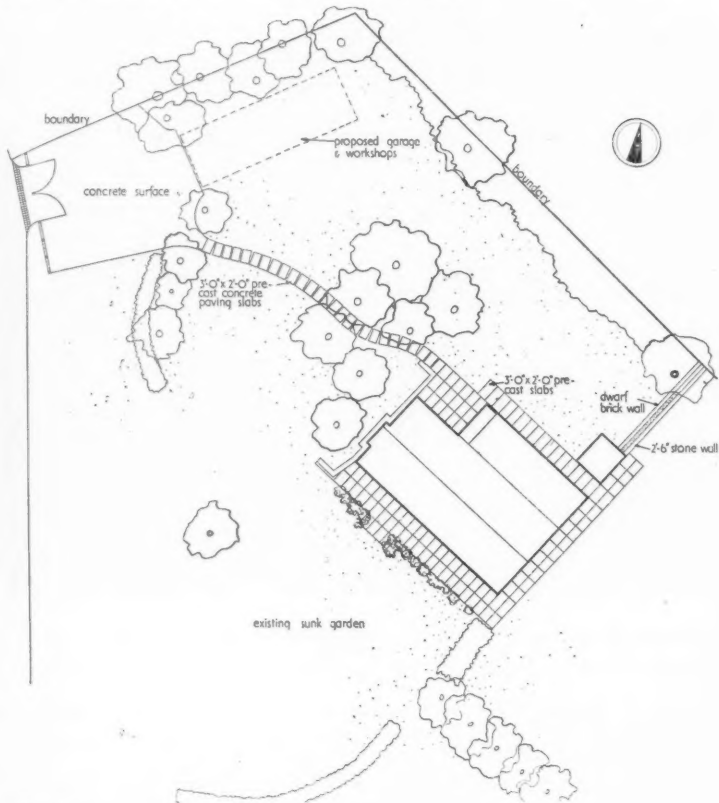 boundary
proposed garage
& workshops
concrete surface
boundary
3'-0" x 2'-0" pre-
cast concrete
paving slabs
3'-0" x 2'-0" pre-
cast slabs
dwarf
brick wall
2'-6" stone wall
existing sunk garden